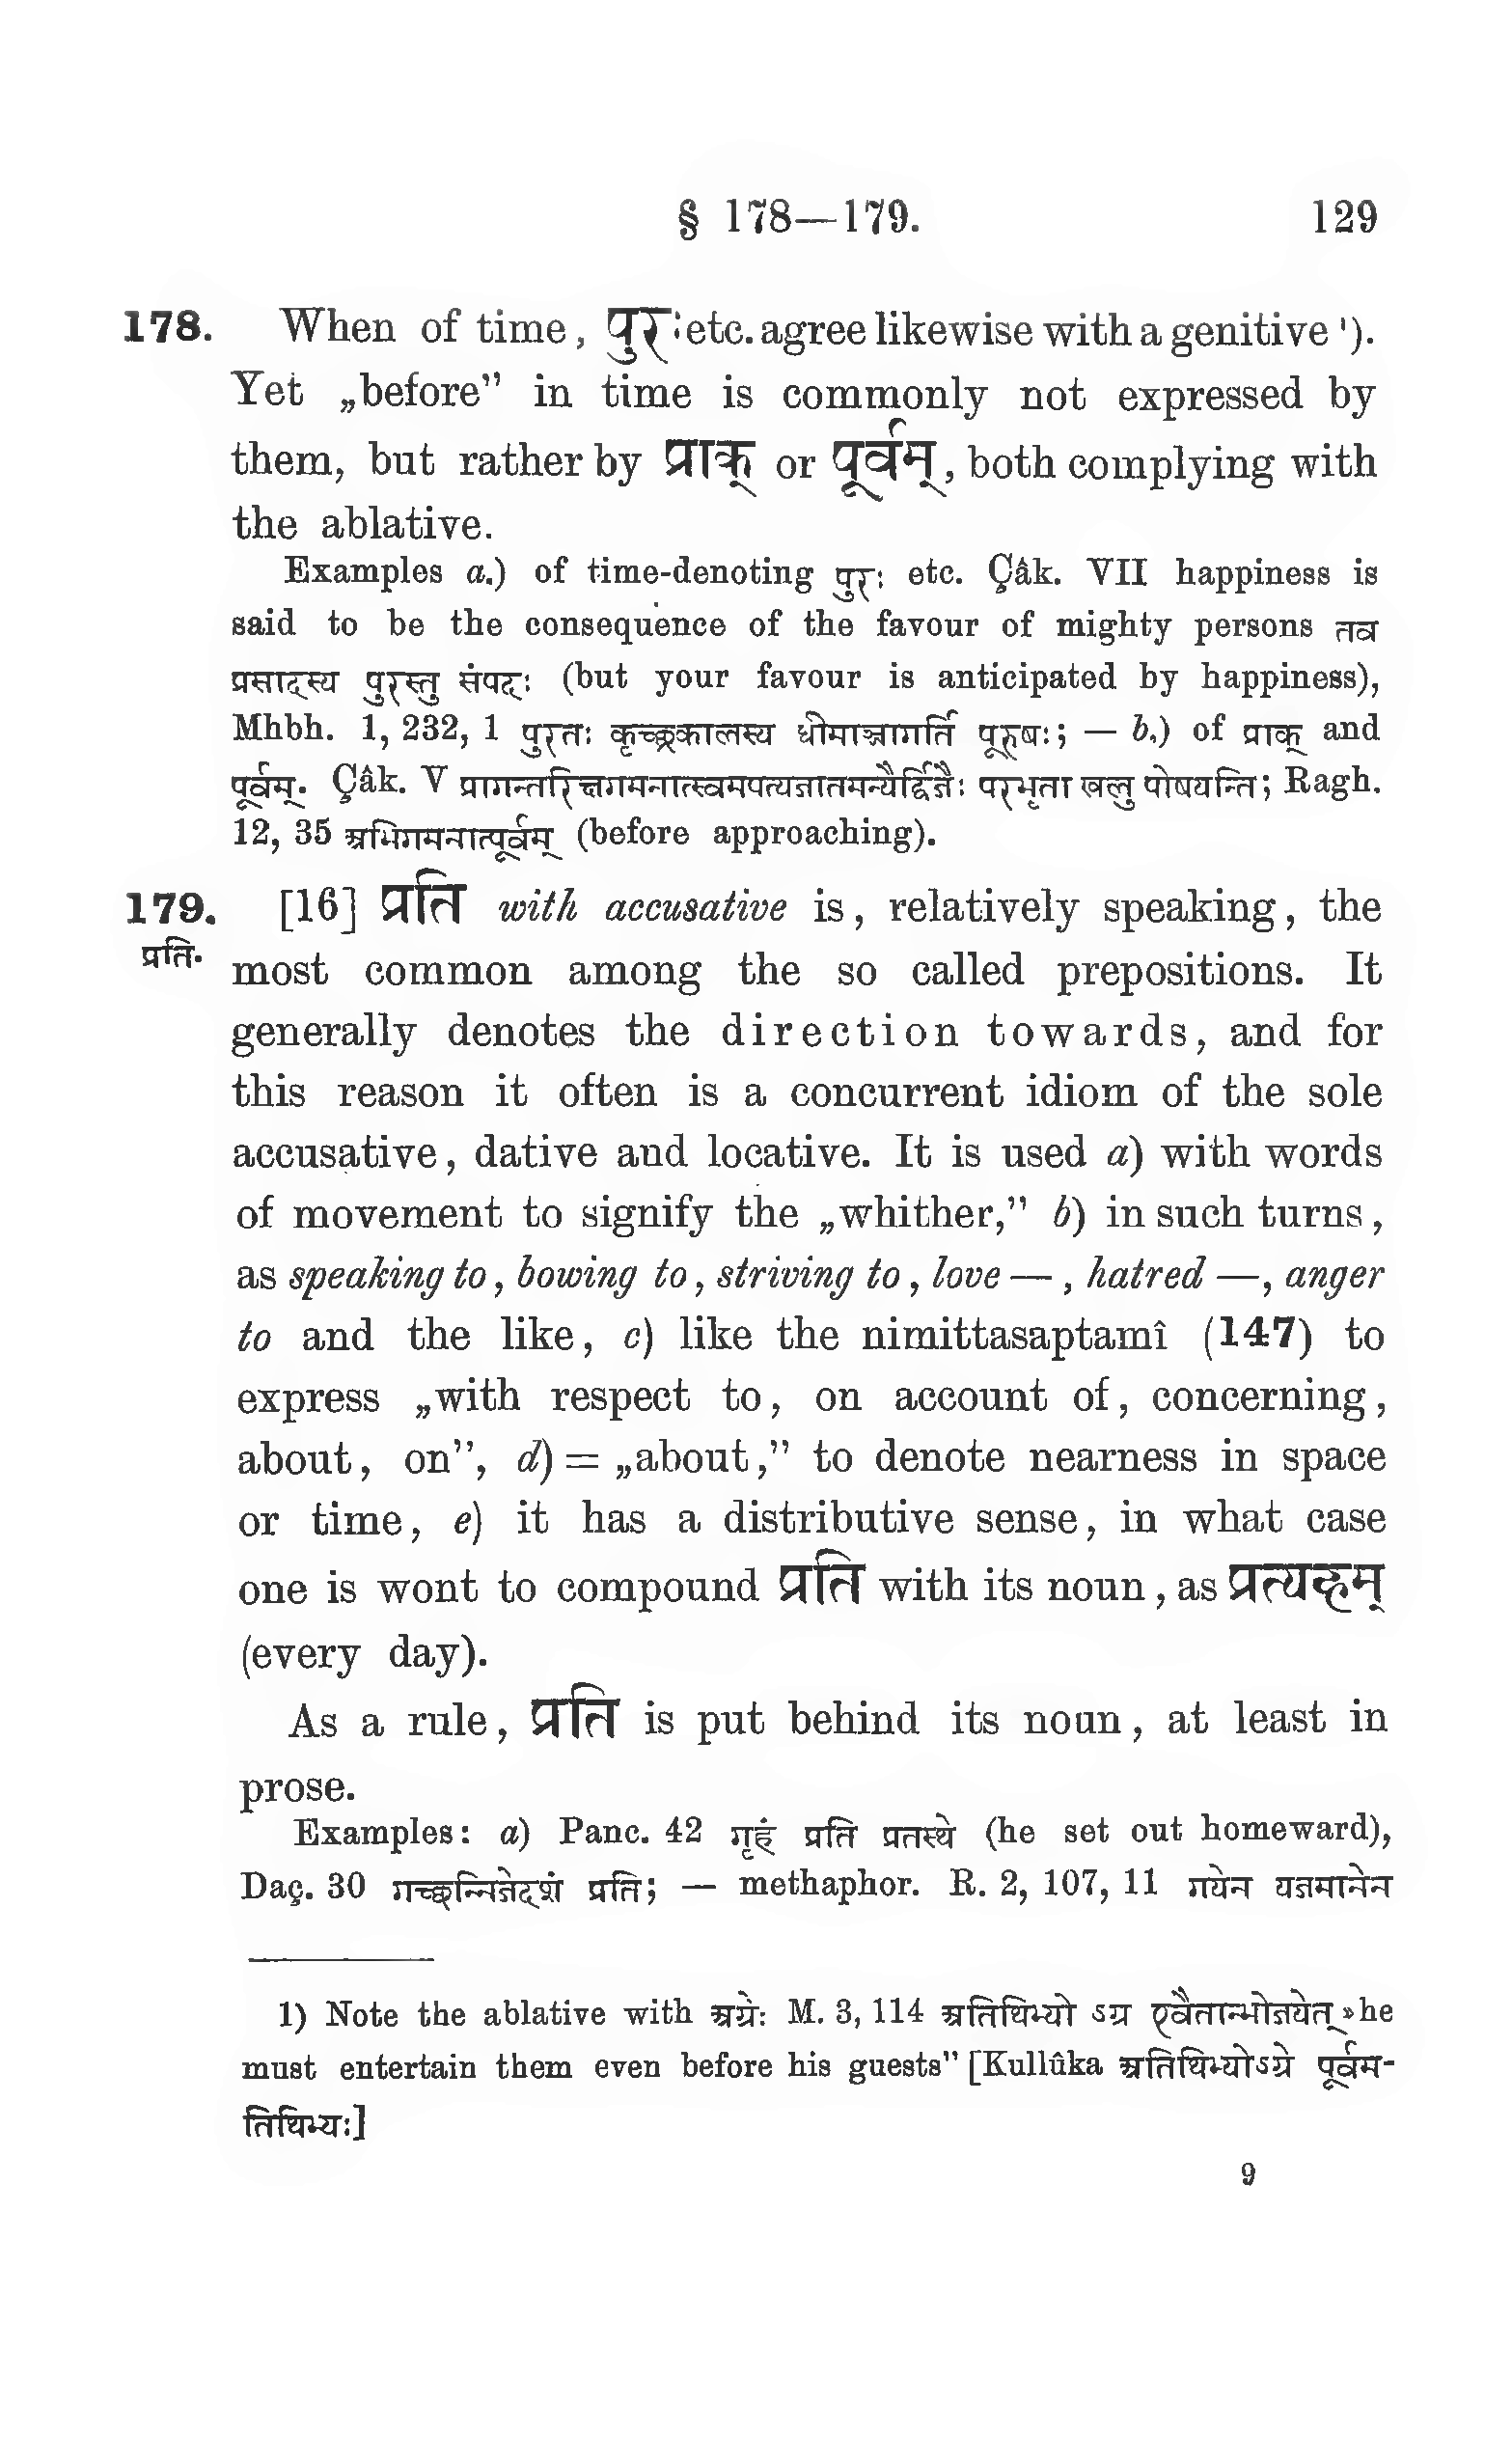 § 178—179. 129
178. When of time, पुरः etc. agree likewise with a genitive ¹).
Yet „before” in time is commonly not expressed by
them, but rather by प्राक् or पूर्वम्, both complying with
the ablative.
Examples a.) of time-denoting पुरः etc. Çâk. VII happiness is
said to be the consequence of the favour of mighty persons तव
प्रसादस्य पुरस्तु संपदः (but your favour is anticipated by happiness),
Mhbh. 1, 232, 1 पुरतः कृच्छ्रकालस्य धीमाञ्जागर्ति पूरुषः; — b.) of प्राक् and
पूर्वम्. Çâk. V प्रागन्तरिक्षगमनात्स्वमपत्यजातमन्यैर्द्विजैः परभृता खलु पोषयन्ति; Ragh.
12, 35 अभिगमनात्पूर्वम् (before approaching).
179. [16] प्रति with accusative is, relatively speaking, the
प्रति. most common among the so called prepositions. It
generally denotes the direction towards, and for
this reason it often is a concurrent idiom of the sole
accusative, dative and locative. It is used a) with words
of movement to signify the „whither,” b) in such turns,
as speaking to, bowing to, striving to, love —, hatred —, anger
to and the like, c) like the nimittasaptamî (147) to
express „with respect to, on account of, concerning,
about, on”, d) = „about,” to denote nearness in space
or time, e) it has a distributive sense, in what case
one is wont to compound प्रति with its noun, as प्रत्यहम्
(every day).
As a rule, प्रति is put behind its noun, at least in
prose.
Examples: a) Panc. 42 गृहं प्रति प्रतस्थे (he set out homeward),
Daç. 30 गच्छन्निजदेशं प्रति; — methaphor. R. 2, 107, 11 गयेन यजमानेन
1) Note the ablative with अग्रे: M. 3, 114 अतिथिभ्यो ऽग्र एवैतान्भोजयेत् »he
must entertain them even before his guests” [Kullûka अतिथिभ्योऽग्रे पूर्वम-
तिथिभ्यः]
9